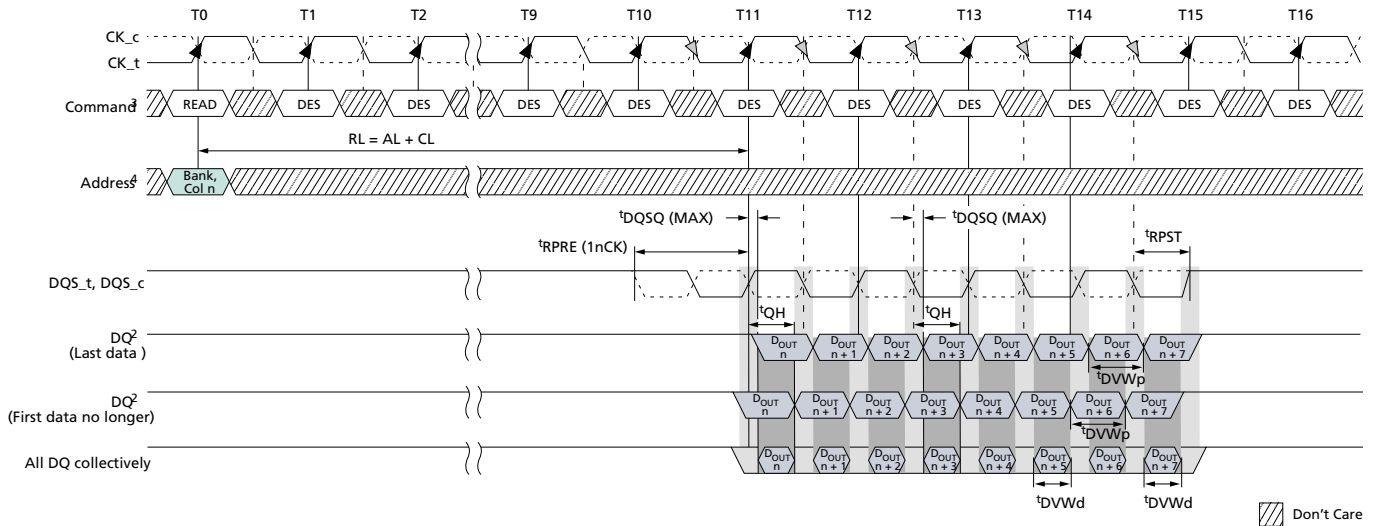 T0 T1 T2 T9 T10 T11 T12 T13 T14 T15 T16
CK_c
CK_t
Command3 READ DES DES DES DES DES DES DES DES DES DES
RL = AL + CL
Address4 Bank,
Col n
tDQSQ (MAX) tDQSQ (MAX)
tRPRE (1nCK) tRPST
DQS_t, DQS_c
tQH tQH
DQ2
(Last data )
DOUT n DOUT n + 1 DOUT n + 2 DOUT n + 3 DOUT n + 4 DOUT n + 5 DOUT n + 6 DOUT n + 7
tDVWp
DQ2
(First data no longer)
DOUT n DOUT n + 1 DOUT n + 2 DOUT n + 3 DOUT n + 4 DOUT n + 5 DOUT n + 6 DOUT n + 7
tDVWp
All DQ collectively
DOUT n DOUT n + 1 DOUT n + 2 DOUT n + 3 DOUT n + 4 DOUT n + 5 DOUT n + 6 DOUT n + 7
tDVWd tDVWd
Don't Care